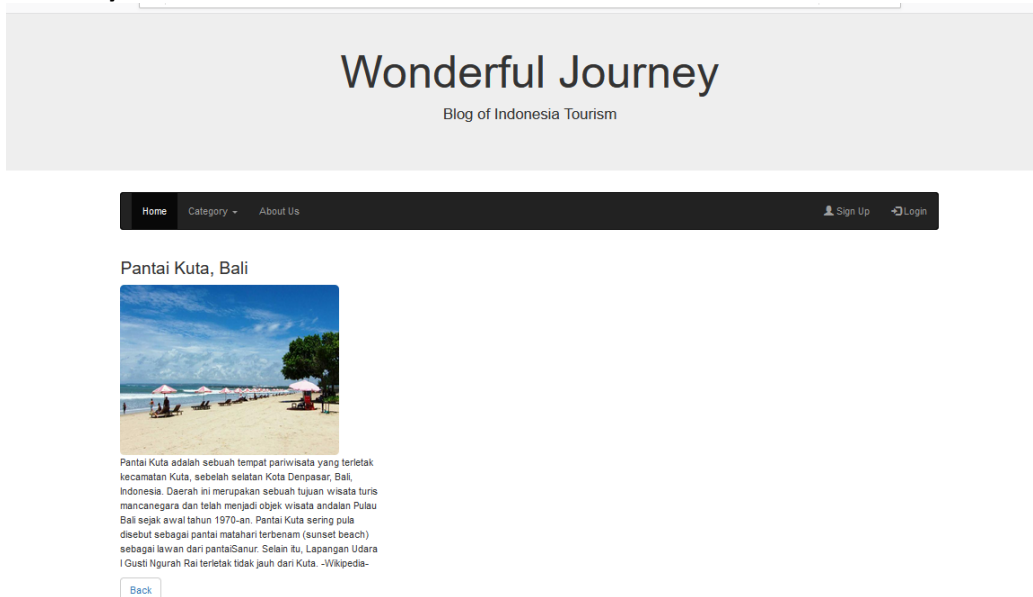 Wonderful Journey
Blog of Indonesia Tourism
Home Category About Us Sign Up Login
Pantai Kuta, Bali
Pantai Kuta adalah sebuah tempat pariwisata yang terletak
kecamatan Kuta, sebelah selatan Kota Denpasar, Bali,
Indonesia. Daerah ini merupakan sebuah tujuan wisata turis
mancanegara dan telah menjadi objek wisata andalan Pulau
Bali sejak awal tahun 1970-an. Pantai Kuta sering pula
disebut sebagai pantai matahari terbenam (sunset beach)
sebagai lawan dari pantaiSanur. Selain itu, Lapangan Udara
I Gusti Ngurah Rai terletak tidak jauh dari Kuta. -Wikipedia-
Back